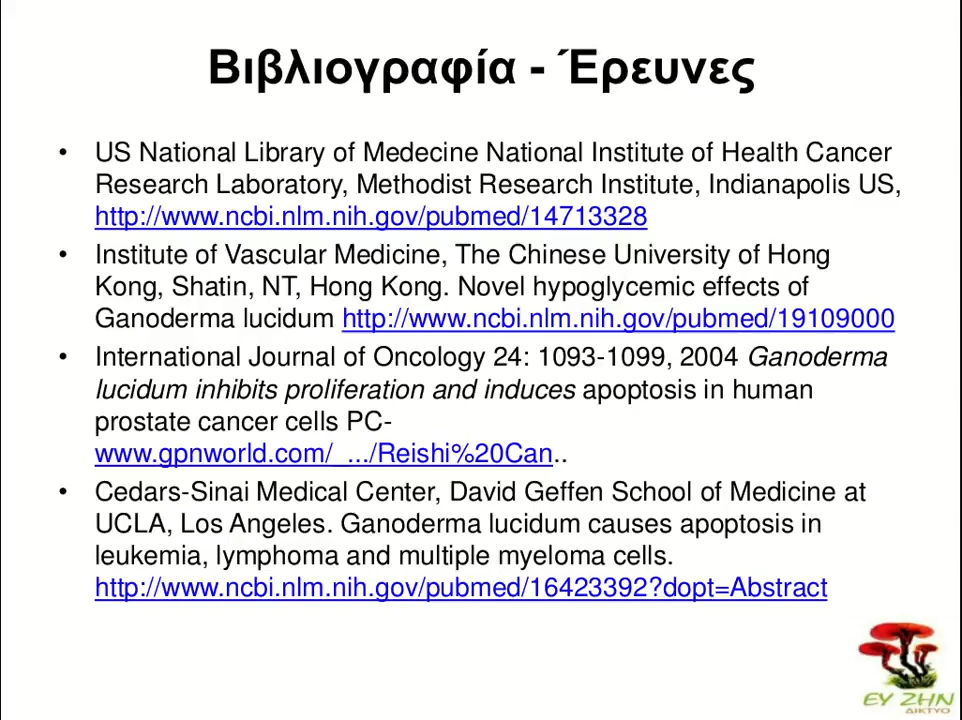 Βιβλιογραφία - Έρευνες
• US National Library of Medecine National Institute of Health Cancer
Research Laboratory, Methodist Research Institute, Indianapolis US,
http://www.ncbi.nlm.nih.gov/pubmed/14713328
• Institute of Vascular Medicine, The Chinese University of Hong
Kong, Shatin, NT, Hong Kong. Novel hypoglycemic effects of
Ganoderma lucidum http://www.ncbi.nlm.nih.gov/pubmed/19109000
• International Journal of Oncology 24: 1093-1099, 2004 Ganoderma
lucidum inhibits proliferation and induces apoptosis in human
prostate cancer cells PC-
www.gpnworld.com/_.../Reishi%20Can..
• Cedars-Sinai Medical Center, David Geffen School of Medicine at
UCLA, Los Angeles. Ganoderma lucidum causes apoptosis in
leukemia, lymphoma and multiple myeloma cells.
http://www.ncbi.nlm.nih.gov/pubmed/16423392?dopt=Abstract
ΕΥ ΖΗΝ
ΔΙΚΤΥΟ